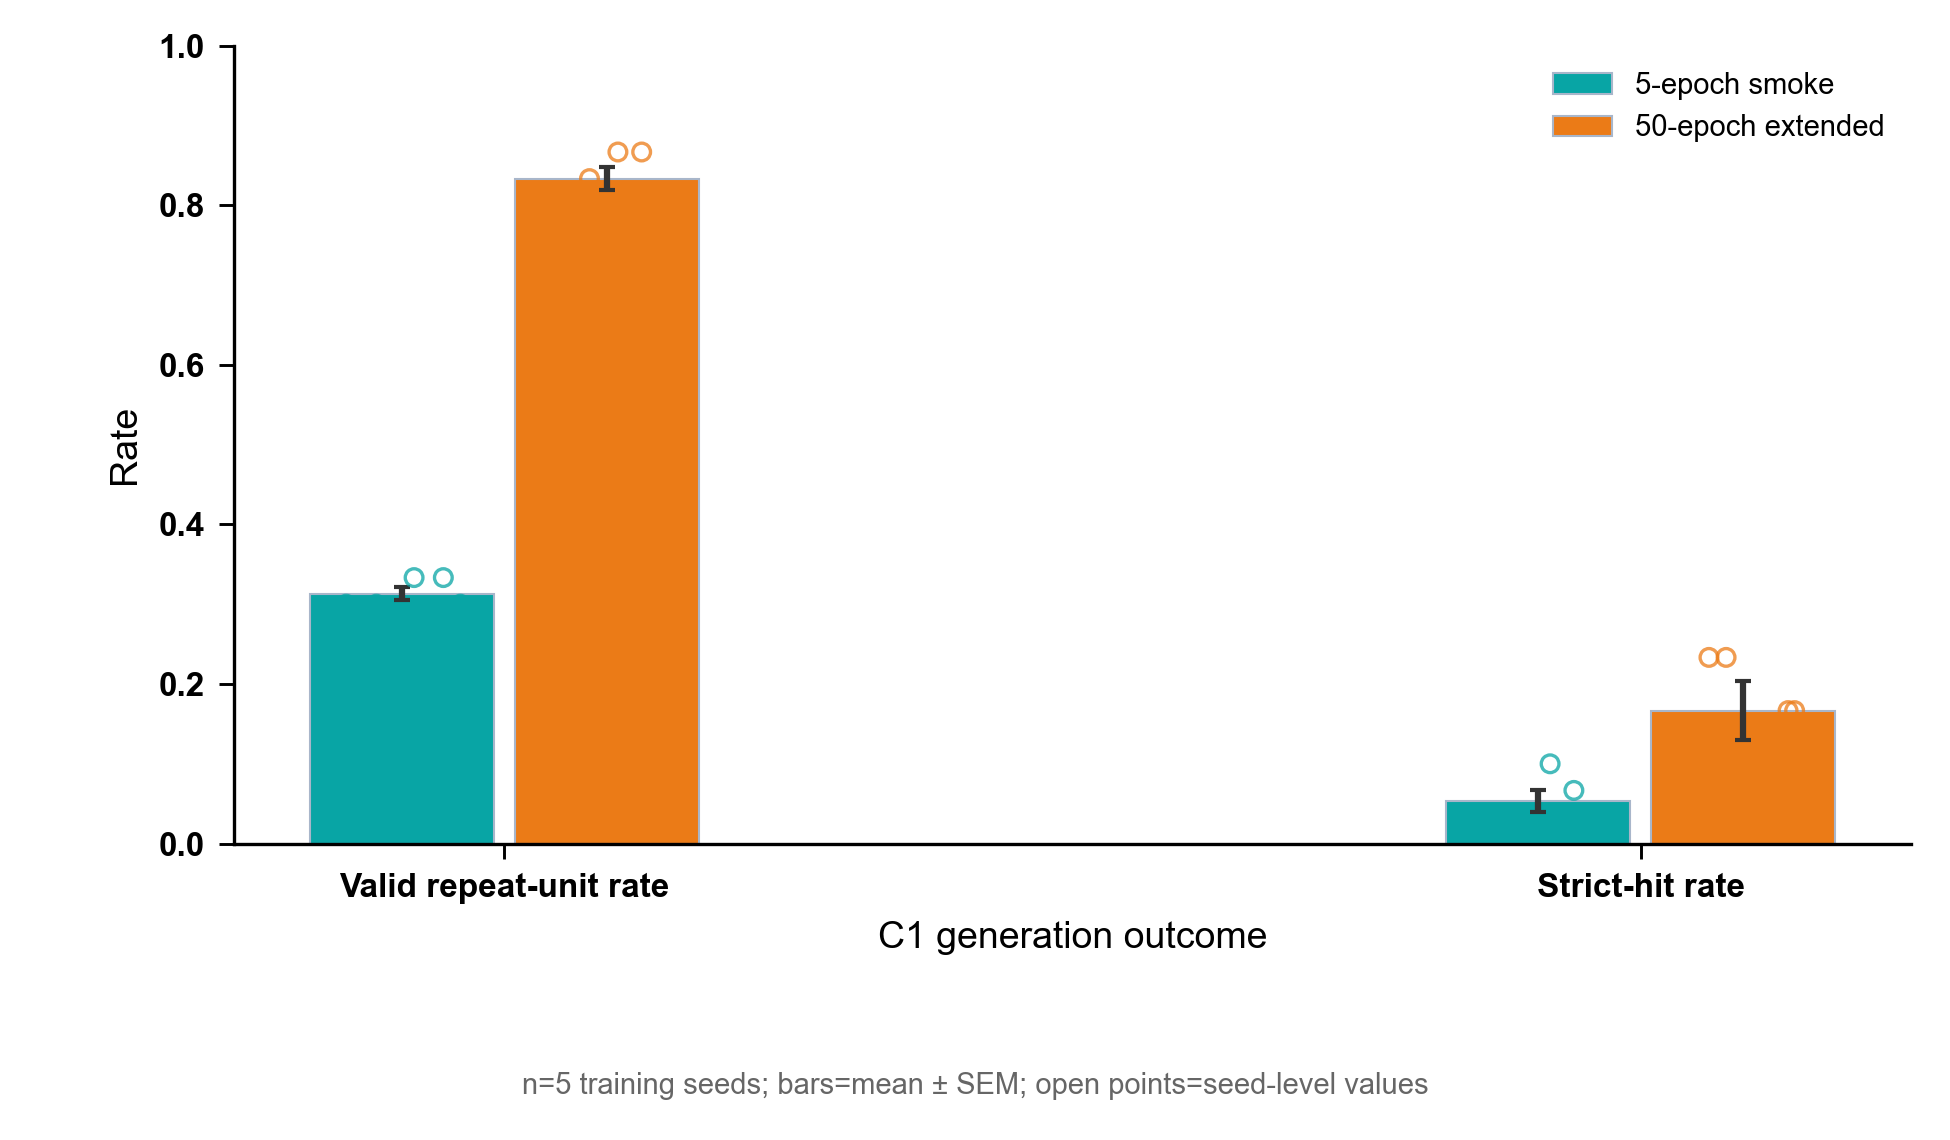 1.0
0.8
0.6
0.4
0.2
0.0
Rate
5-epoch smoke
50-epoch extended
Valid repeat-unit rate
Strict-hit rate
C1 generation outcome
n=5 training seeds; bars=mean ± SEM; open points=seed-level values